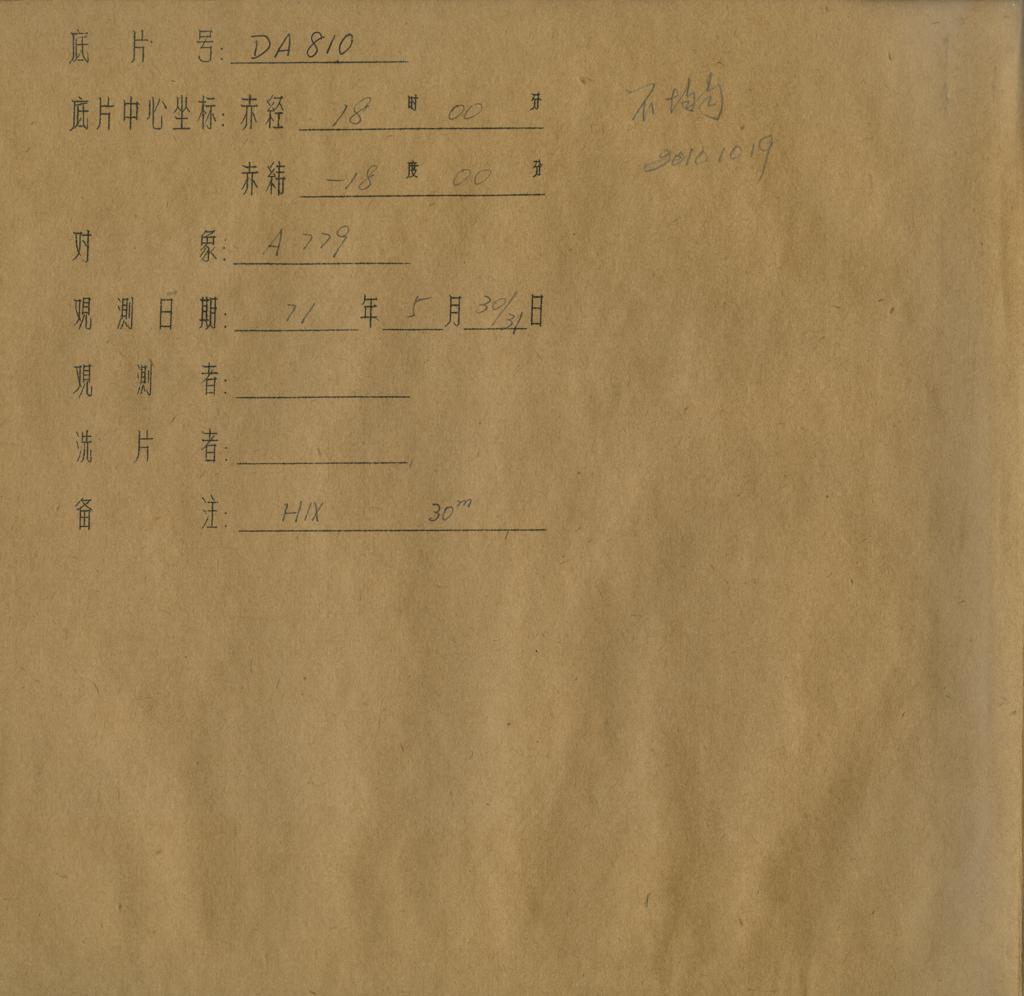 底片号: DA 810
底片中心坐标: 赤经 18 时 00 分
不均匀
赤纬 -18 度 00 分
20101019
对象: A 779
观测日期: 71 年 5 月 30/31 日
观测者:
洗片者:
备注: HIX 30m